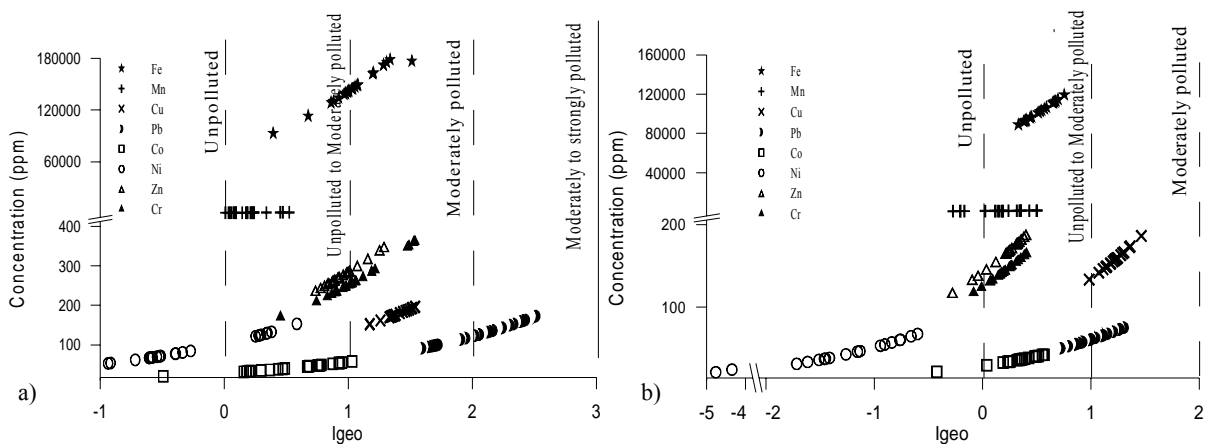 a)
Concentration (ppm)
180000
140000
100000
60000
400
300
200
100
Fe
Mn
Cu
Pb
Co
Ni
Zn
Cr
Unpolluted
Unpolluted to Moderately polluted
Moderately polluted
Moderately to strongly polluted
-1
0
1
2
3
Igeo
b)
Concentration (ppm)
160000
120000
80000
40000
200
100
Fe
Mn
Cu
Pb
Co
Ni
Zn
Cr
Unpolluted
Unpolluted to Moderately polluted
Moderately polluted
-5
-4
-2
-1
0
1
2
Igeo